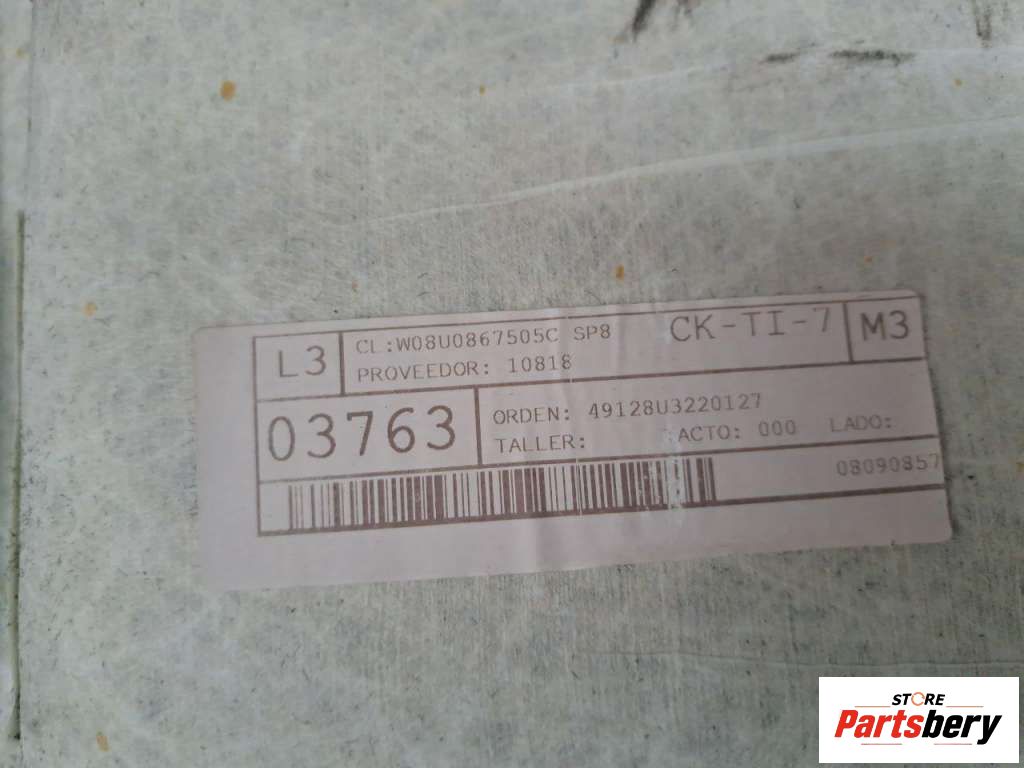 L3
CL:W08U0867505C SP8
CK-TI-7
M3
PROVEEDOR: 10818
03763
ORDEN: 49128U3220127
TALLER:
ACTO: 000
LADO:
08090857
STORE
Partsbery